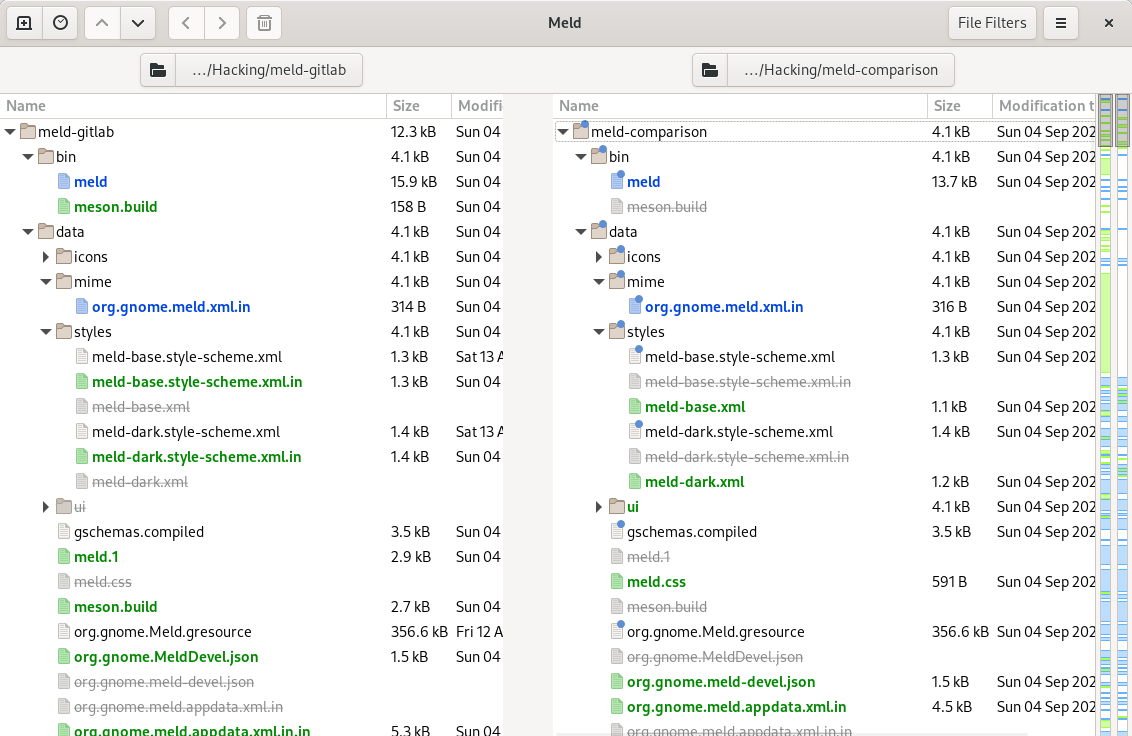 Meld
File Filters
…/Hacking/meld-gitlab
…/Hacking/meld-comparison
Name Size Modifi
meld-gitlab 12.3 kB Sun 04
bin 4.1 kB Sun 04
meld 15.9 kB Sun 04
meson.build 158 B Sun 04
data 4.1 kB Sun 04
icons 4.1 kB Sun 04
mime 4.1 kB Sun 04
org.gnome.meld.xml.in 314 B Sun 04
styles 4.1 kB Sun 04
meld-base.style-scheme.xml 1.3 kB Sat 13 A
meld-base.style-scheme.xml.in 1.3 kB Sun 04
meld-base.xml
meld-dark.style-scheme.xml 1.4 kB Sat 13 A
meld-dark.style-scheme.xml.in 1.4 kB Sun 04
meld-dark.xml
ui
gschemas.compiled 3.5 kB Sun 04
meld.1 2.9 kB Sun 04
meld.css
meson.build 2.7 kB Sun 04
org.gnome.Meld.gresource 356.6 kB Fri 12 A
org.gnome.MeldDevel.json 1.5 kB Sun 04
org.gnome.meld-devel.json
org.gnome.meld.appdata.xml.in
org.gnome.meld.appdata.xml.in.in 5.3 kB Sun 04
Name Size Modification t
meld-comparison 4.1 kB Sun 04 Sep 202
bin 4.1 kB Sun 04 Sep 202
meld 13.7 kB Sun 04 Sep 202
meson.build
data 4.1 kB Sun 04 Sep 202
icons 4.1 kB Sun 04 Sep 202
mime 4.1 kB Sun 04 Sep 202
org.gnome.meld.xml.in 316 B Sun 04 Sep 202
styles 4.1 kB Sun 04 Sep 202
meld-base.style-scheme.xml 1.3 kB Sun 04 Sep 202
meld-base.style-scheme.xml.in
meld-base.xml 1.1 kB Sun 04 Sep 202
meld-dark.style-scheme.xml 1.4 kB Sun 04 Sep 202
meld-dark.style-scheme.xml.in
meld-dark.xml 1.2 kB Sun 04 Sep 202
ui 4.1 kB Sun 04 Sep 202
gschemas.compiled 3.5 kB Sun 04 Sep 202
meld.1
meld.css 591 B Sun 04 Sep 202
meson.build
org.gnome.Meld.gresource 356.6 kB Sun 04 Sep 202
org.gnome.MeldDevel.json
org.gnome.meld-devel.json 1.5 kB Sun 04 Sep 202
org.gnome.meld.appdata.xml.in 4.5 kB Sun 04 Sep 202
org.gnome.meld.appdata.xml.in.in